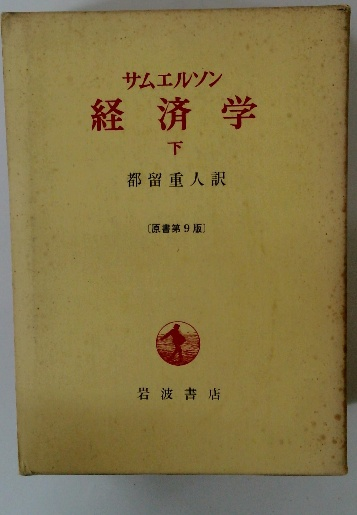 サムエルソン
経済学
下
都留重人訳
〔原書第9版〕
岩波書店